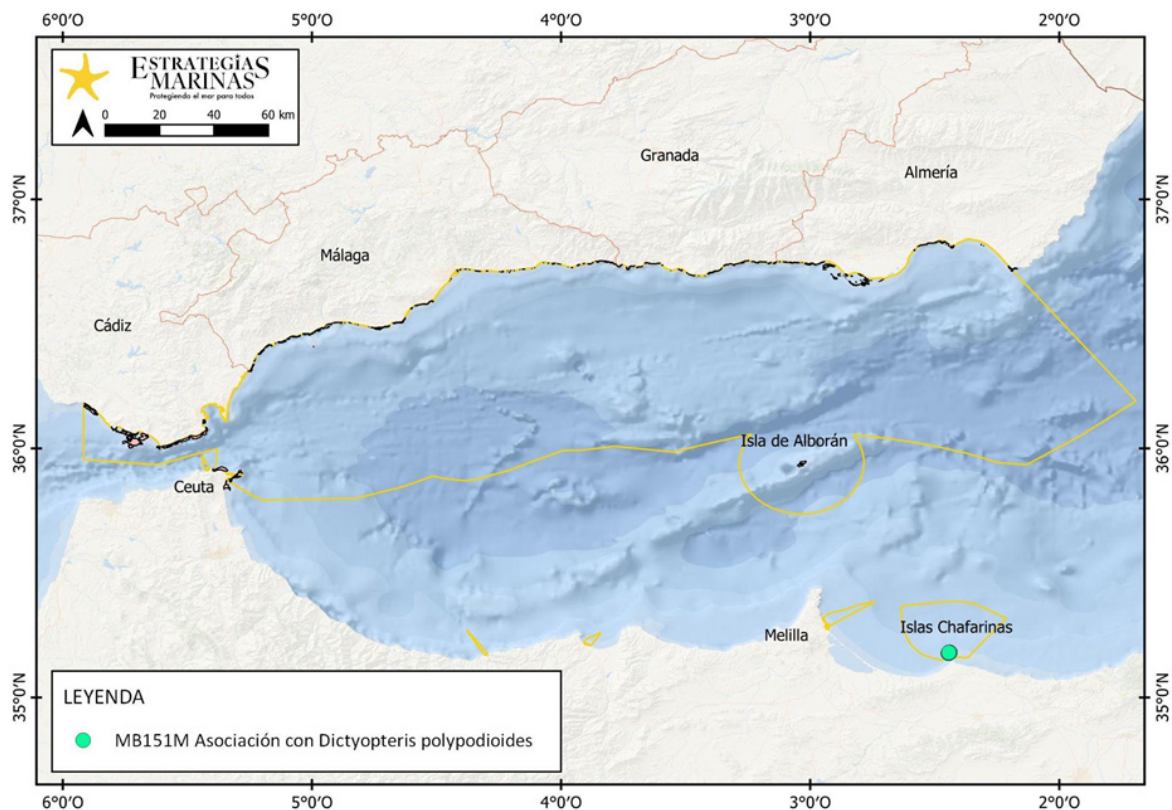 6°0'O 5°0'O 4°0'O 3°0'O 2°0'O
ESTRATEGIAS
MARINAS
Protegiendo el mar para todos
0 20 40 60 km
Granada
Almería
37°0'N 37°0'N
Málaga
Cádiz
Isla de Alborán
36°0'N 36°0'N
Ceuta
Islas Chafarinas
Melilla
35°0'N 35°0'N
LEYENDA
MB151M Asociación con Dictyopteris polypodioides
6°0'O 5°0'O 4°0'O 3°0'O 2°0'O